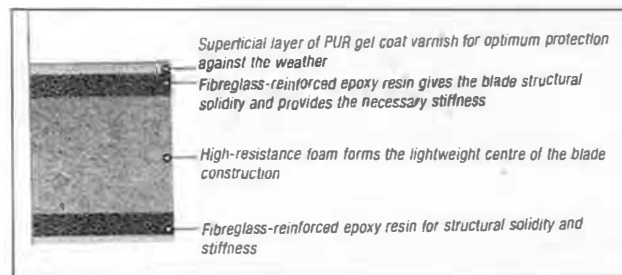 Superficial layer of PUR gel coat varnish for optimum protection
against the weather
Fibreglass-reinforced epoxy resin gives the blade structural
solidity and provides the necessary stiffness
High-resistance foam forms the lightweight centre of the blade
construction
Fibreglass-reinforced epoxy resin for structural solidity and
stiffness